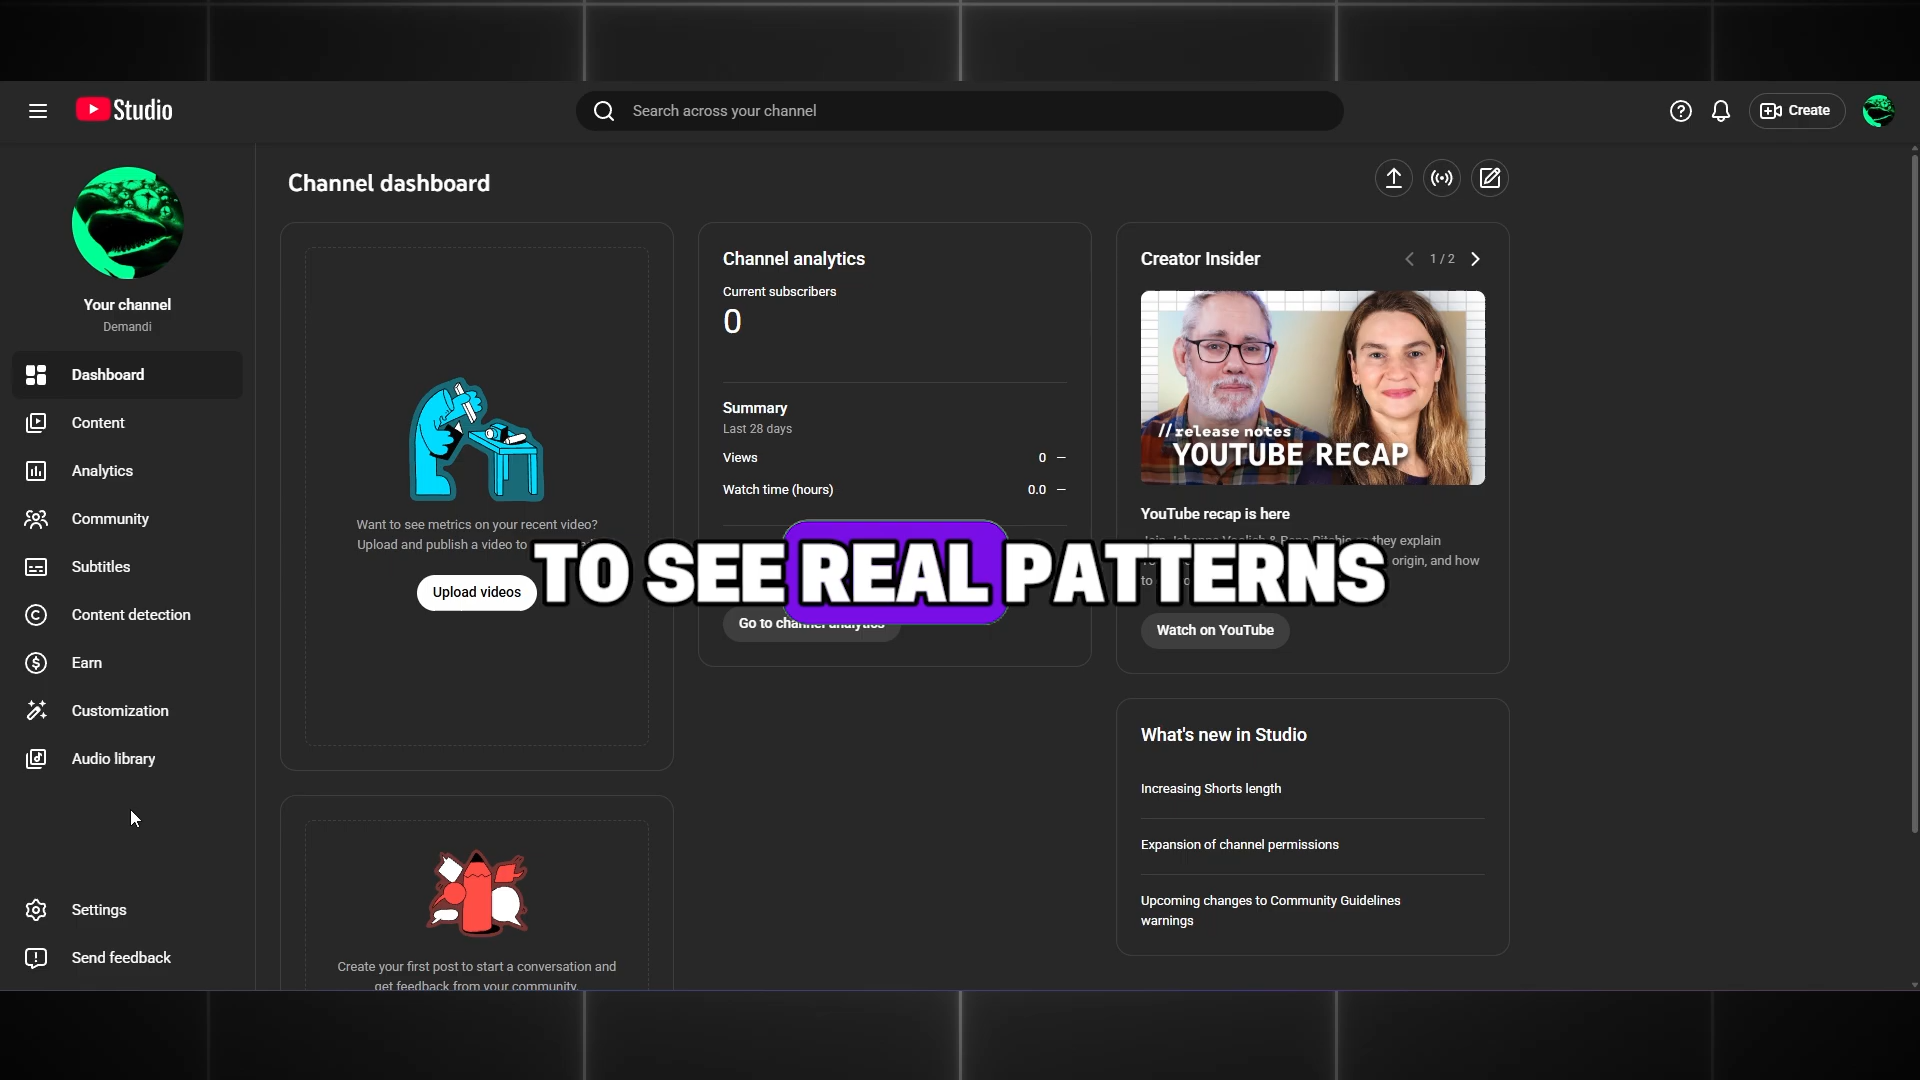 Studio
Search across your channel
Create
Your channel
Demandi
Dashboard
Content
Analytics
Community
Subtitles
Content detection
Earn
Customization
Audio library
Settings
Send feedback
Channel dashboard
Want to see metrics on your recent video?
Upload and publish a video to
Upload videos
Create your first post to start a conversation and
get feedback from your community.
Channel analytics
Current subscribers
0
Summary
Last 28 days
Views 0 —
Watch time (hours) 0.0 —
Go to channel analytics
TO SEE REAL PATTERNS
Creator Insider
1 / 2
// release notes
YOUTUBE RECAP
YouTube recap is here
they explain
origin, and how
to
Watch on YouTube
What's new in Studio
Increasing Shorts length
Expansion of channel permissions
Upcoming changes to Community Guidelines
warnings